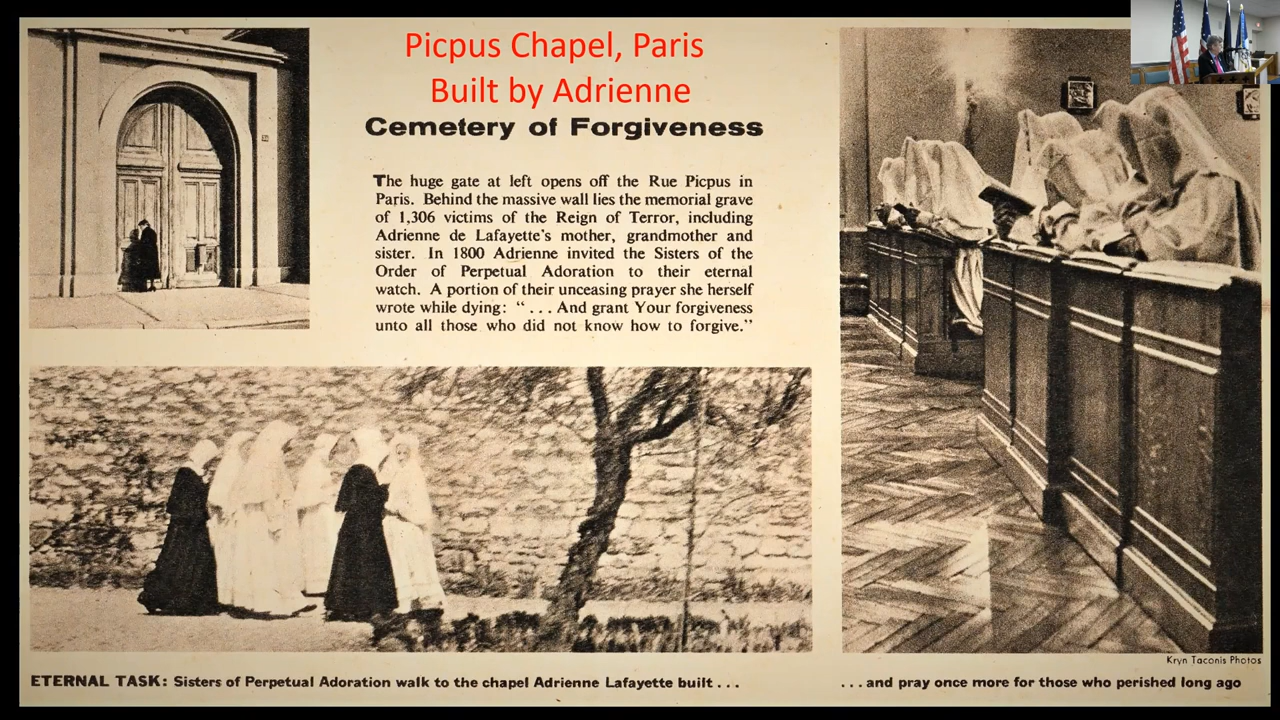 Picpus Chapel, Paris
Built by Adrienne
Cemetery of Forgiveness
The huge gate at left opens off the Rue Picpus in
Paris. Behind the massive wall lies the memorial grave
of 1,306 victims of the Reign of Terror, including
Adrienne de Lafayette's mother, grandmother and
sister. In 1800 Adrienne invited the Sisters of the
Order of Perpetual Adoration to their eternal
watch. A portion of their unceasing prayer she herself
wrote while dying: “ . . . And grant Your forgiveness
unto all those who did not know how to forgive.”
Kryn Taconis Photos
ETERNAL TASK: Sisters of Perpetual Adoration walk to the chapel Adrienne Lafayette built . . .
. . . and pray once more for those who perished long ago